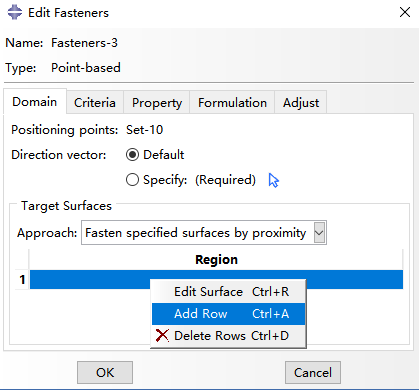 Edit Fasteners
Name: Fasteners-3
Type: Point-based
Domain Criteria Property Formulation Adjust
Positioning points: Set-10
Direction vector: Default
Specify: (Required)
Target Surfaces
Approach: Fasten specified surfaces by proximity
Region
1
Edit Surface Ctrl+R
Add Row Ctrl+A
Delete Rows Ctrl+D
OK Cancel